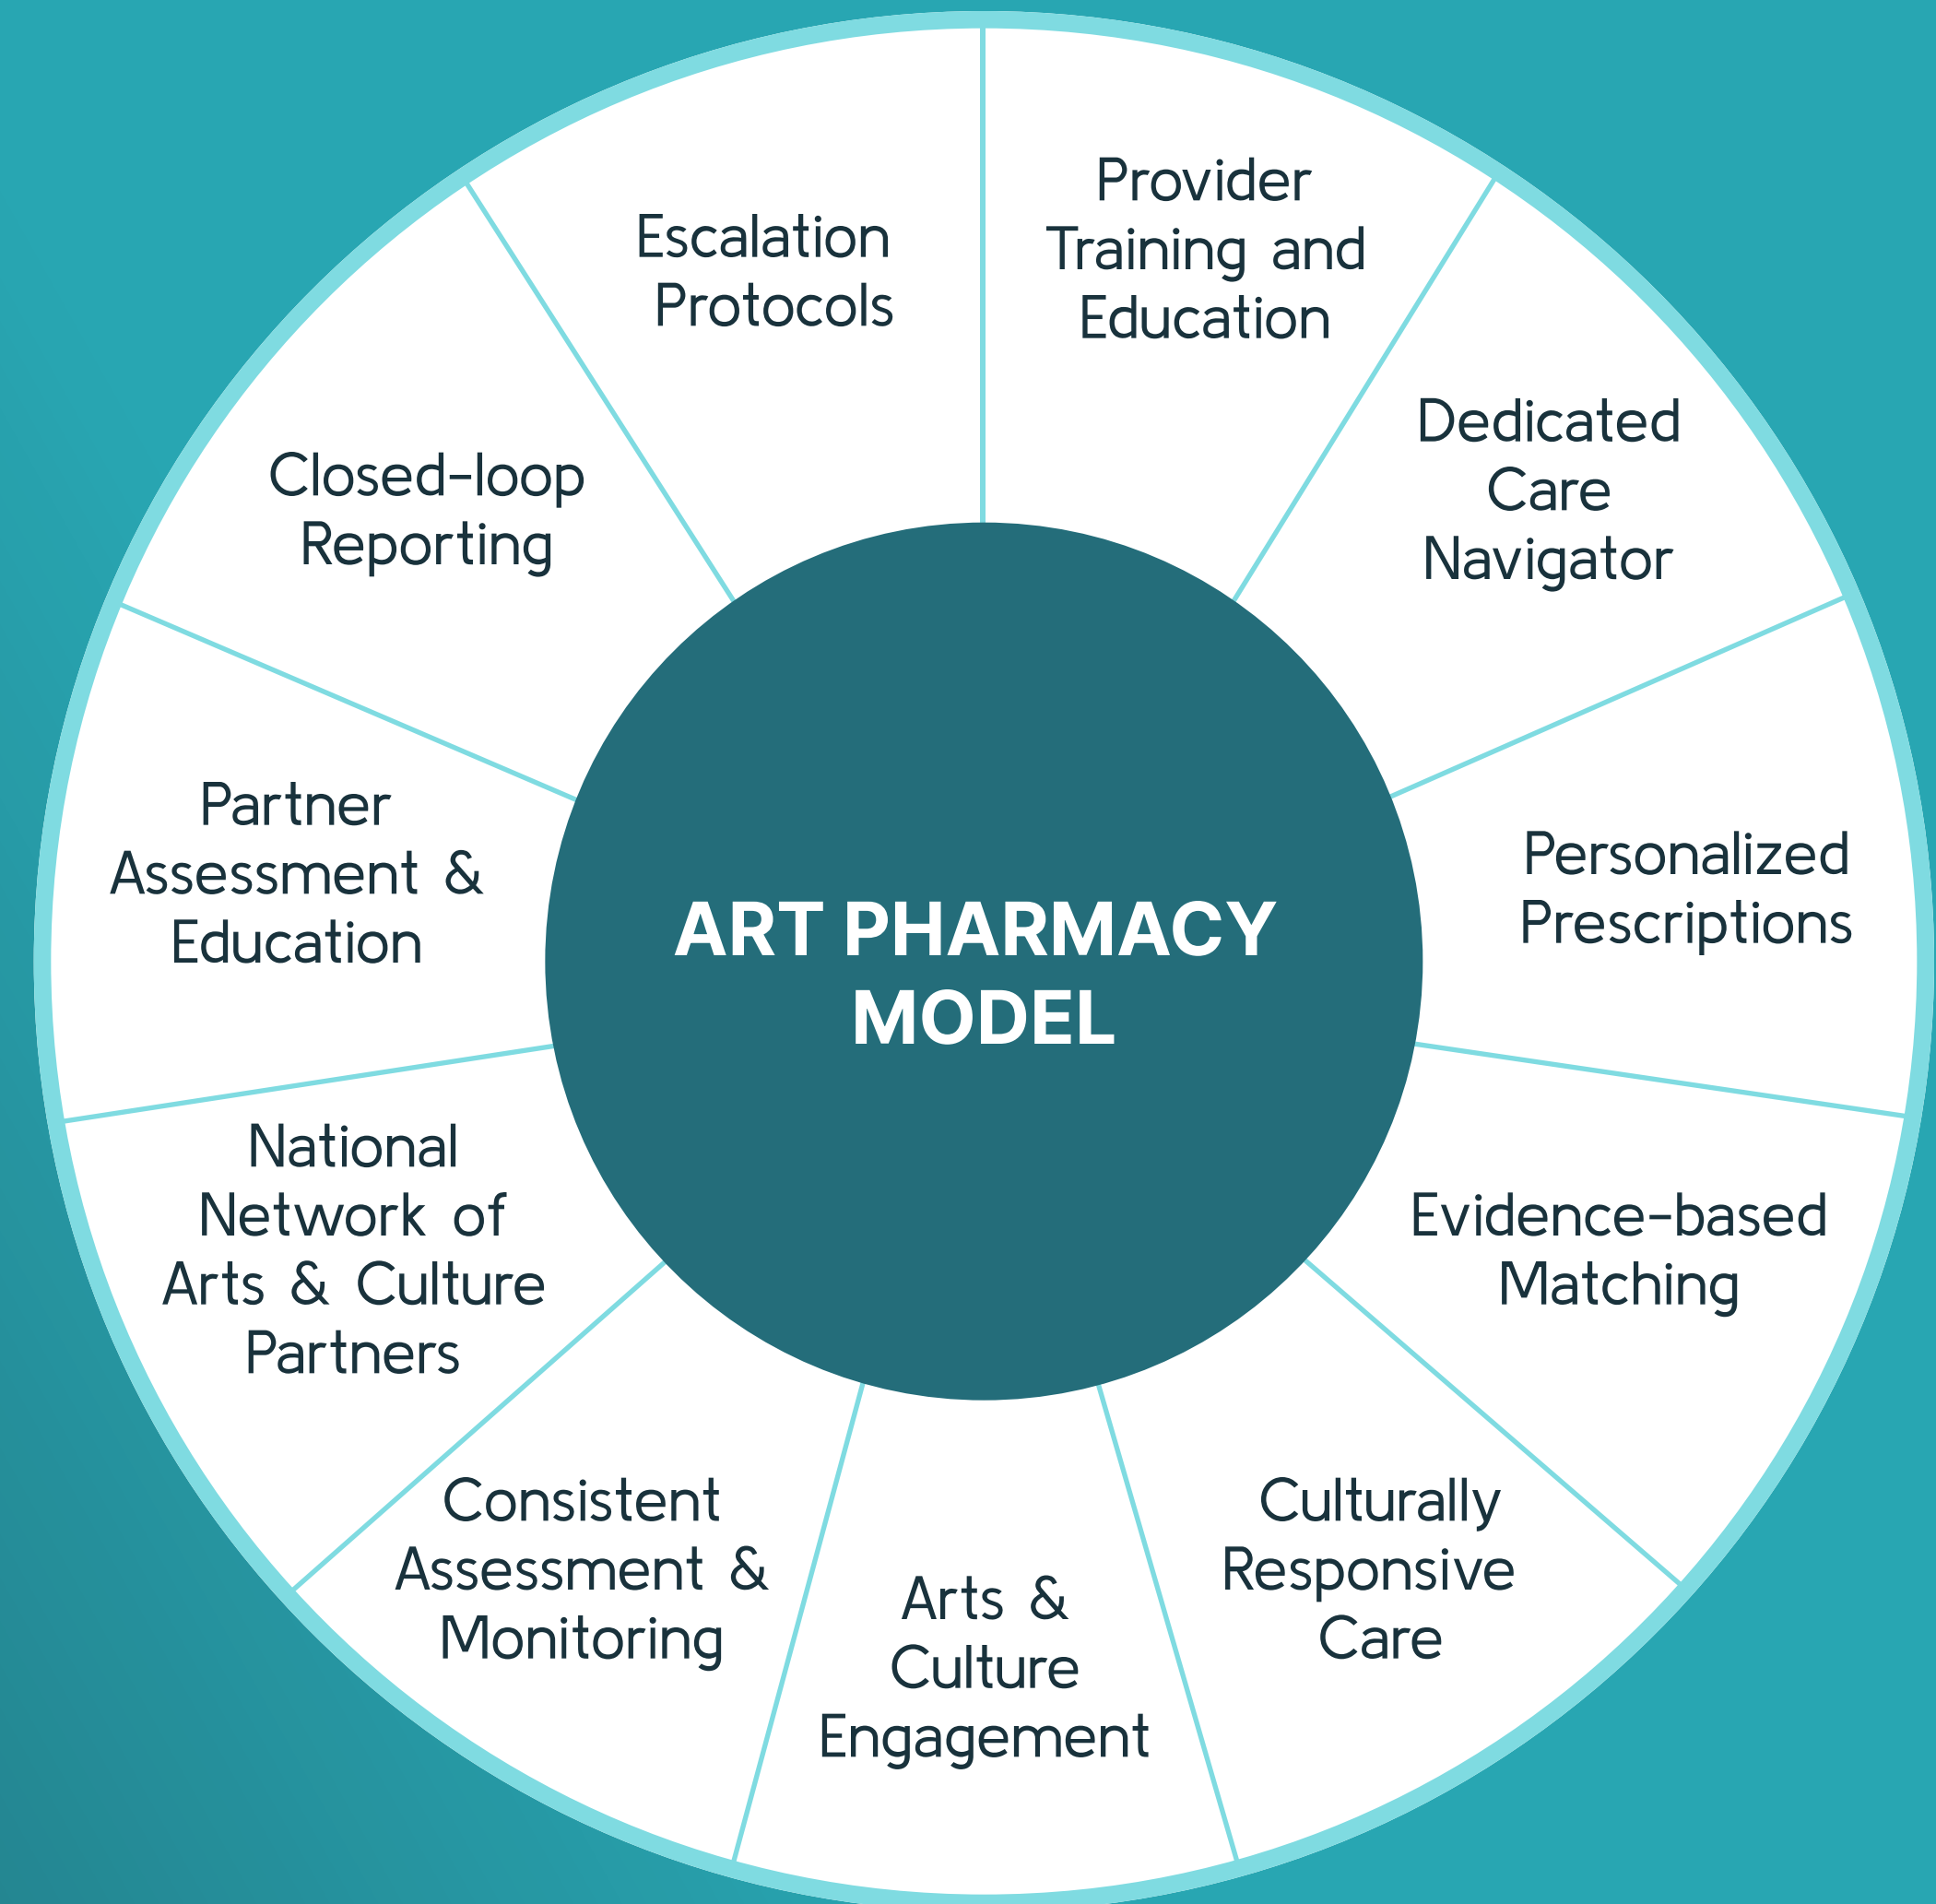 Provider
Training and
Education
Dedicated
Care
Navigator
Personalized
Prescriptions
Evidence-based
Matching
Culturally
Responsive
Care
Arts &
Culture
Engagement
Consistent
Assessment &
Monitoring
National
Network of
Arts & Culture
Partners
Partner
Assessment &
Education
Closed-loop
Reporting
Escalation
Protocols
ART PHARMACY
MODEL